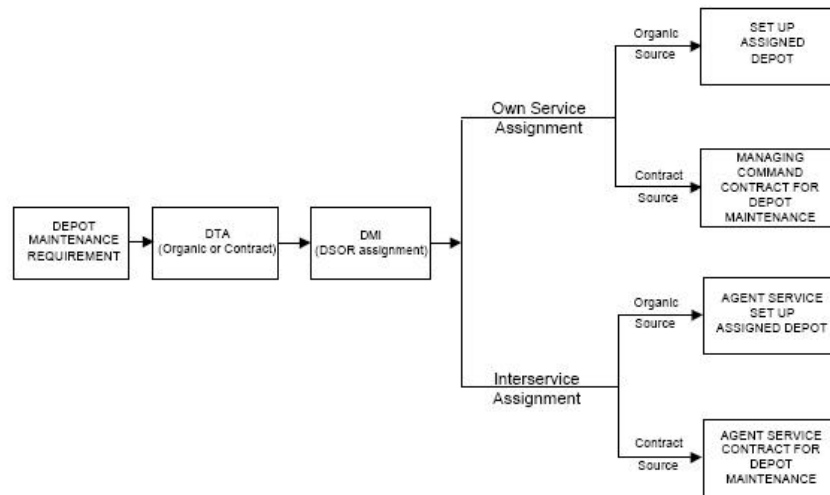 DEPOT
MAINTENANCE
REQUIREMENT
DTA
(Organic or Contract)
DMI
(DSOR assignment)
Own Service
Assignment
Organic
Source
SET UP
ASSIGNED
DEPOT
Contract
Source
MANAGING
COMMAND
CONTRACT FOR
DEPOT
MAINTENANCE
Interservice
Assignment
Organic
Source
AGENT SERVICE
SET UP
ASSIGNED DEPOT
Contract
Source
AGENT SERVICE
CONTRACT FOR
DEPOT
MAINTENANCE